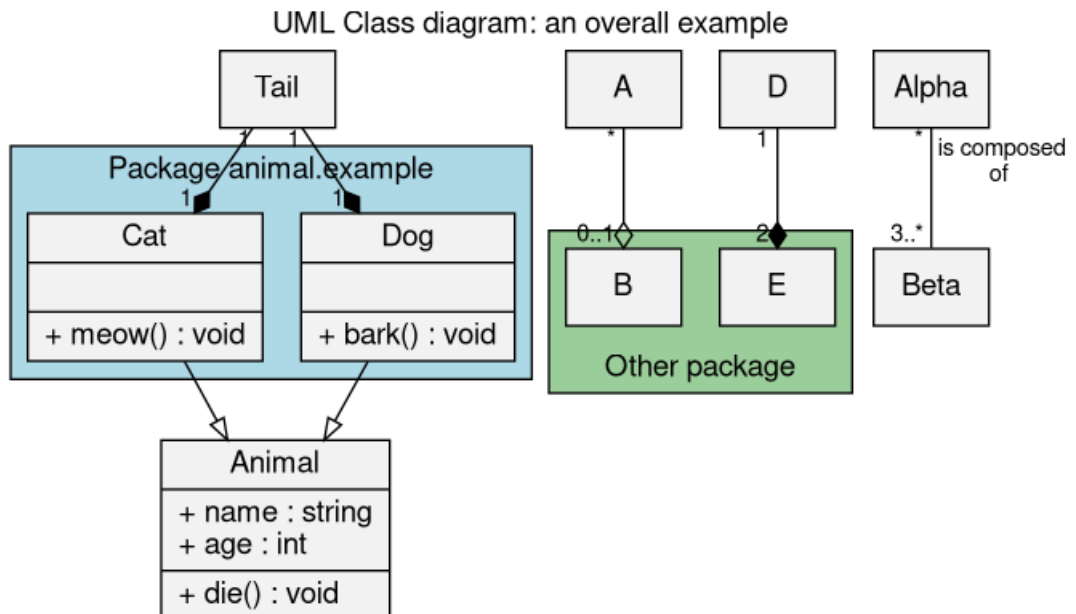 UML Class diagram: an overall example
Tail
A
D
Alpha
1
1
*
1
*
is composed
of
Package animal.example
1
1
0..1
2
3..*
Cat
Dog
B
E
Beta
+ meow() : void
+ bark() : void
Other package
Animal
+ name : string
+ age : int
+ die() : void